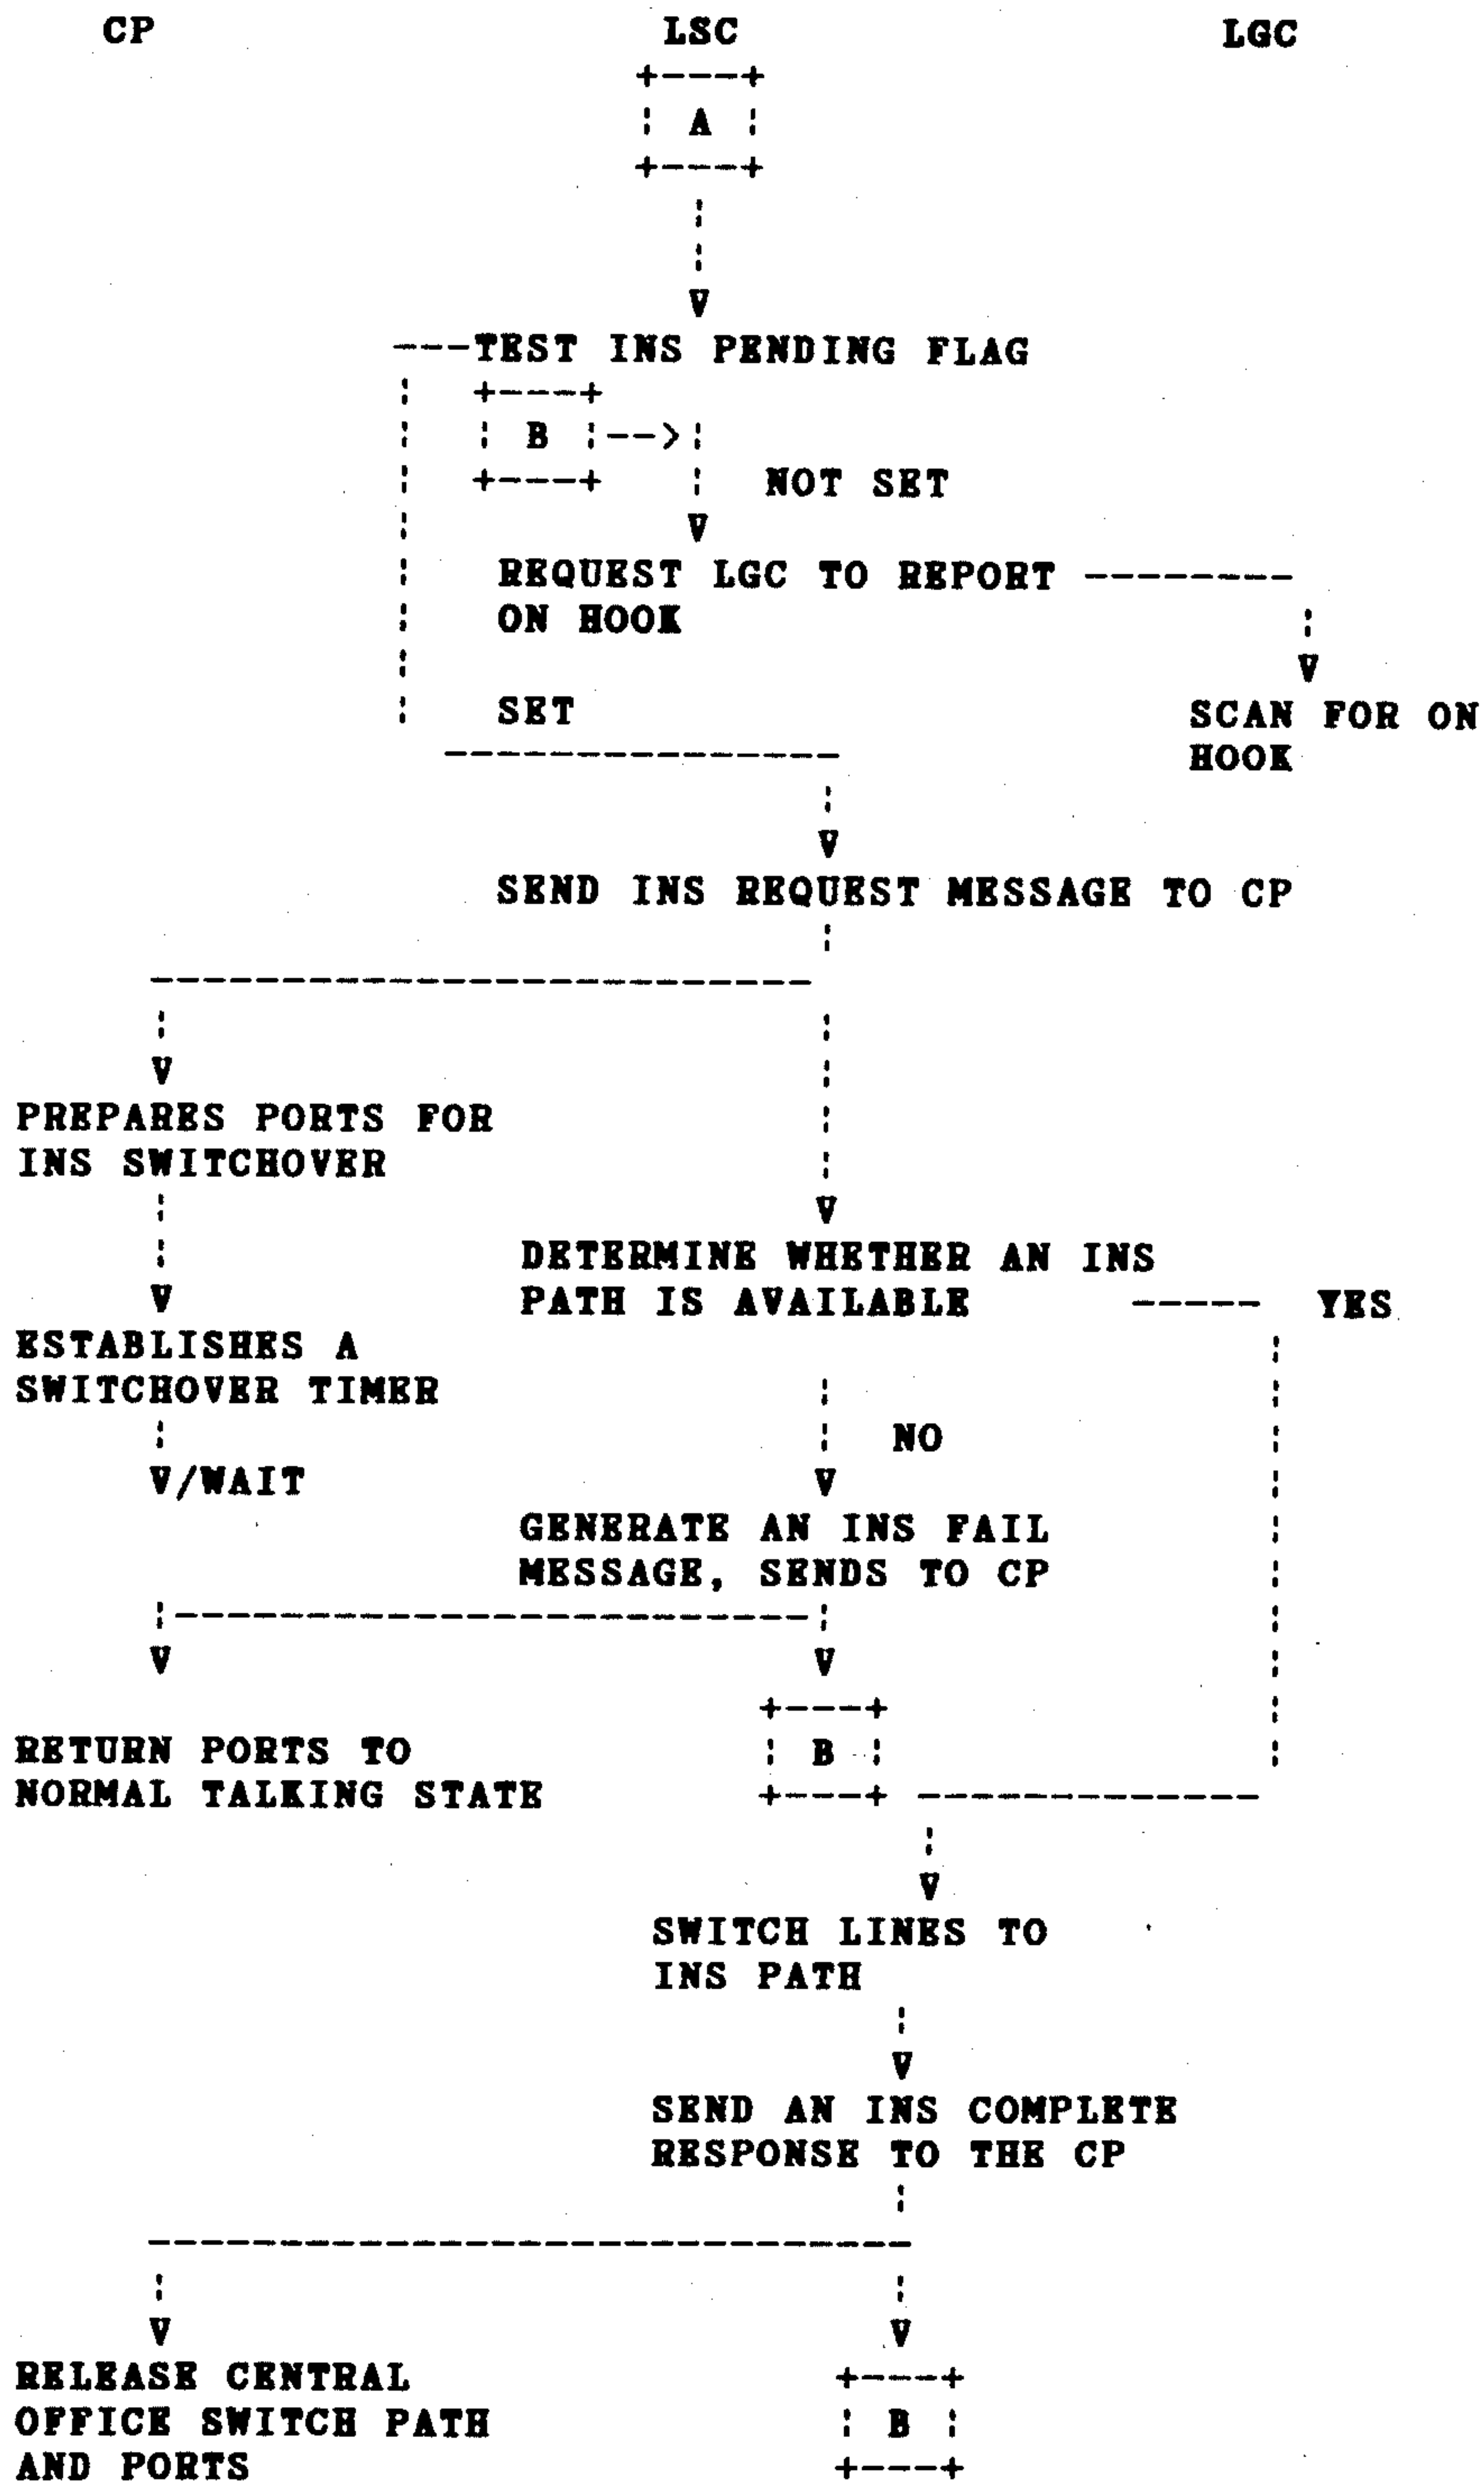 CP LSC LGC
A
TEST INS PENDING FLAG
B
NOT SET
REQUEST LGC TO REPORT
ON HOOK
SET
SCAN FOR ON
HOOK
SEND INS REQUEST MESSAGE TO CP
PREPARES PORTS FOR
INS SWITCHOVER
DETERMINE WHETHER AN INS
PATH IS AVAILABLE
YES
ESTABLISHES A
SWITCHOVER TIMER
NO
V/WAIT
GENERATE AN INS FAIL
MESSAGE, SENDS TO CP
RETURN PORTS TO
NORMAL TALKING STATE
B
SWITCH LINES TO
INS PATH
SEND AN INS COMPLETE
RESPONSE TO THE CP
RELEASE CENTRAL
OFFICE SWITCH PATH
AND PORTS
B